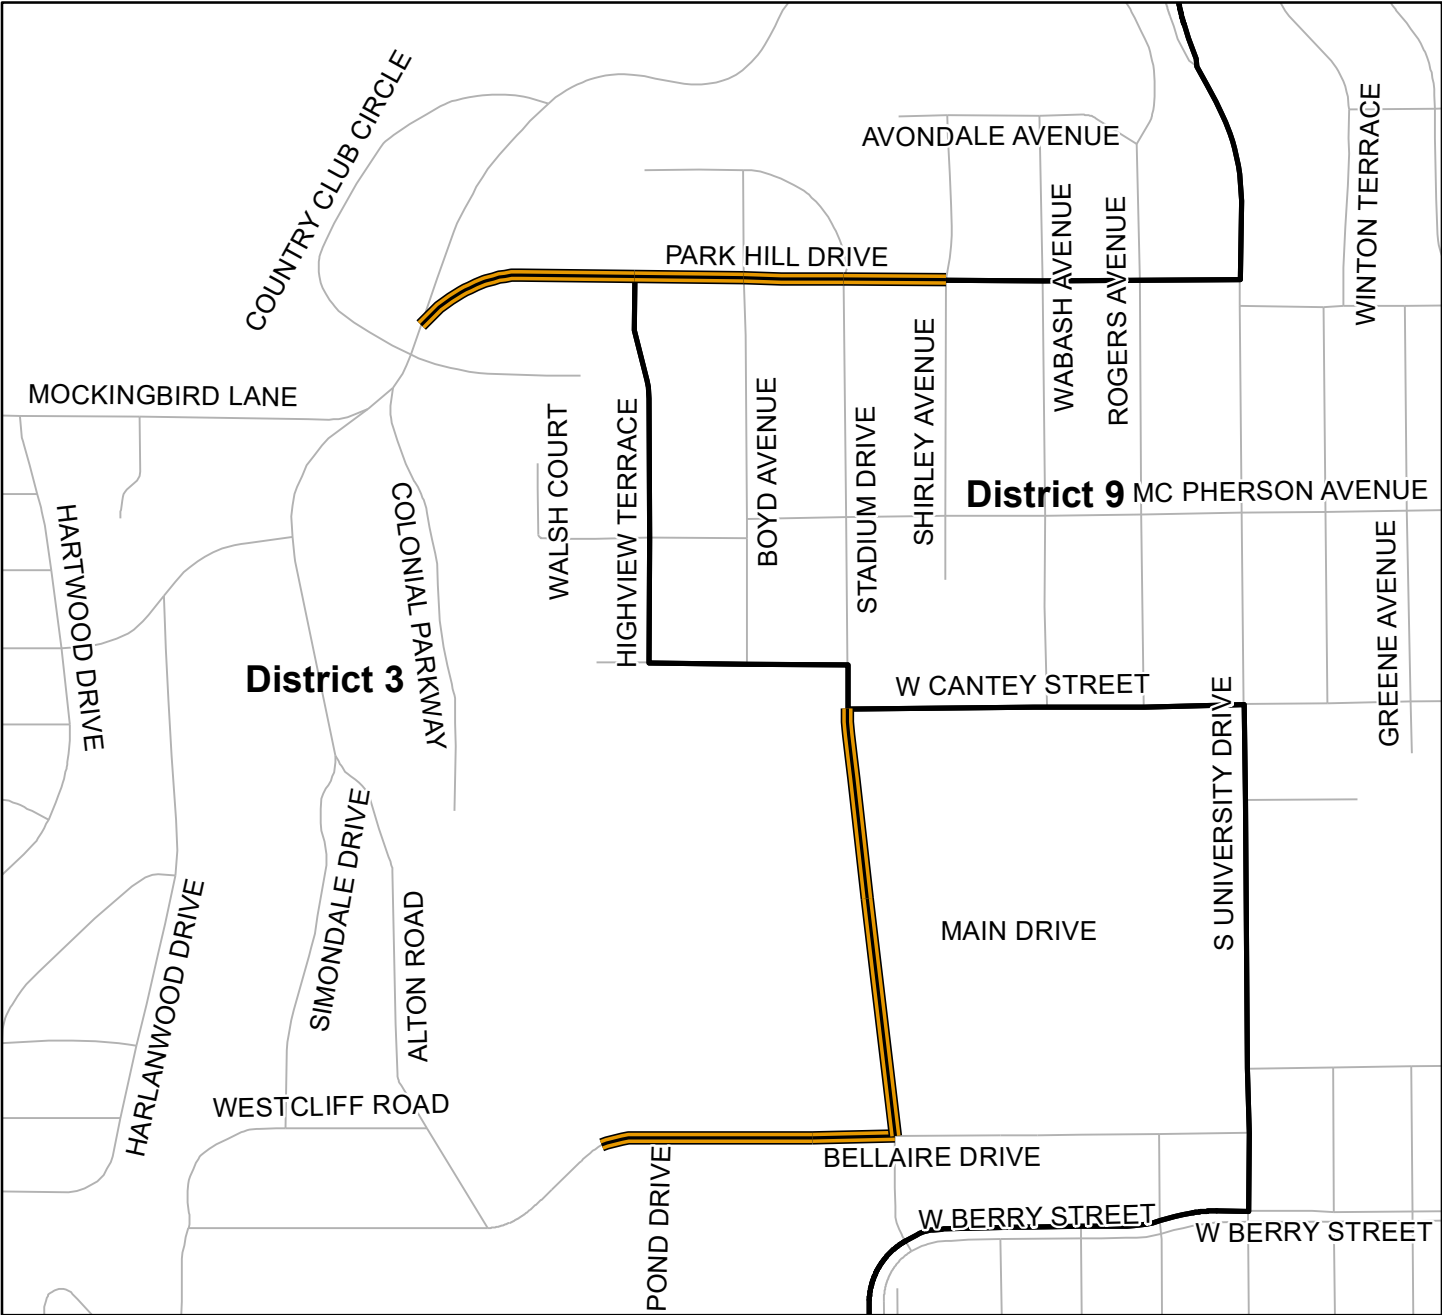 COUNTRY CLUB CIRCLE
AVONDALE AVENUE
WINTON TERRACE
PARK HILL DRIVE
WABASH AVENUE
ROGERS AVENUE
MOCKINGBIRD LANE
SHIRLEY AVENUE
BOYD AVENUE
STADIUM DRIVE
WALSH COURT
HIGHVIEW TERRACE
District 9
MC PHERSON AVENUE
COLONIAL PARKWAY
HARTWOOD DRIVE
GREENE AVENUE
District 3
W CANTEY STREET
S UNIVERSITY DRIVE
SIMONDALE DRIVE
HARLANWOOD DRIVE
ALTON ROAD
MAIN DRIVE
WESTCLIFF ROAD
BELLAIRE DRIVE
POND DRIVE
W BERRY STREET
W BERRY STREET